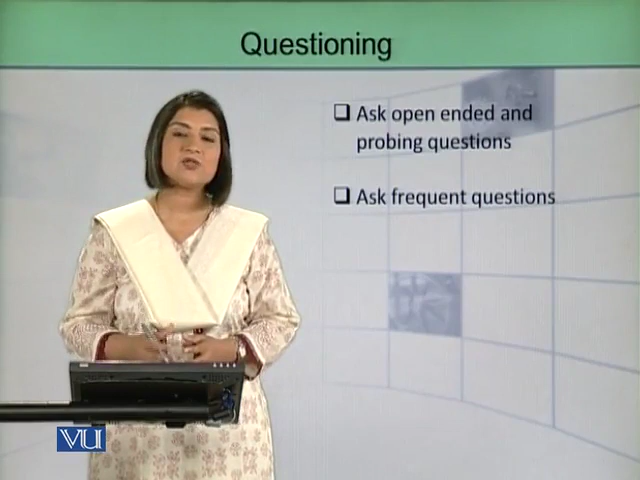 Questioning
❑ Ask open ended and
probing questions
❑ Ask frequent questions
VU